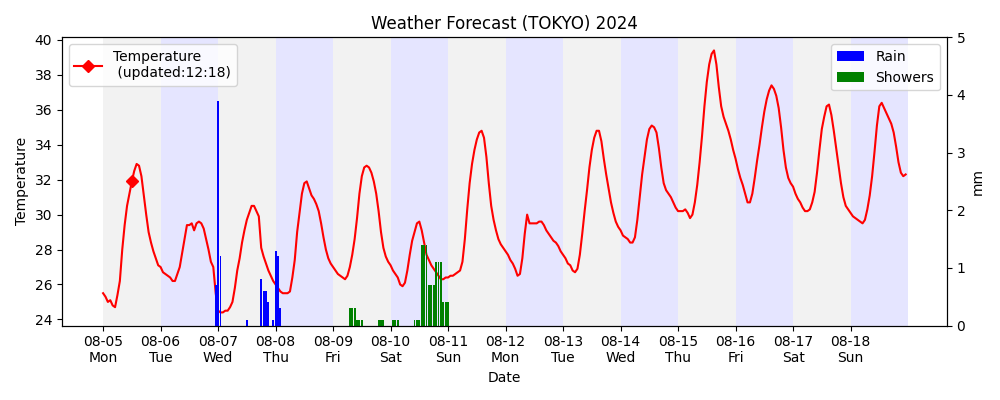 Weather Forecast (TOKYO) 2024
Temperature
(updated:12:18)
Rain
Showers
40
38
36
34
32
30
28
26
24
Temperature
5
4
3
2
1
0
mm
08-05 08-06 08-07 08-08 08-09 08-10 08-11 08-12 08-13 08-14 08-15 08-16 08-17 08-18
Mon Tue Wed Thu Fri Sat Sun Mon Tue Wed Thu Fri Sat Sun
Date